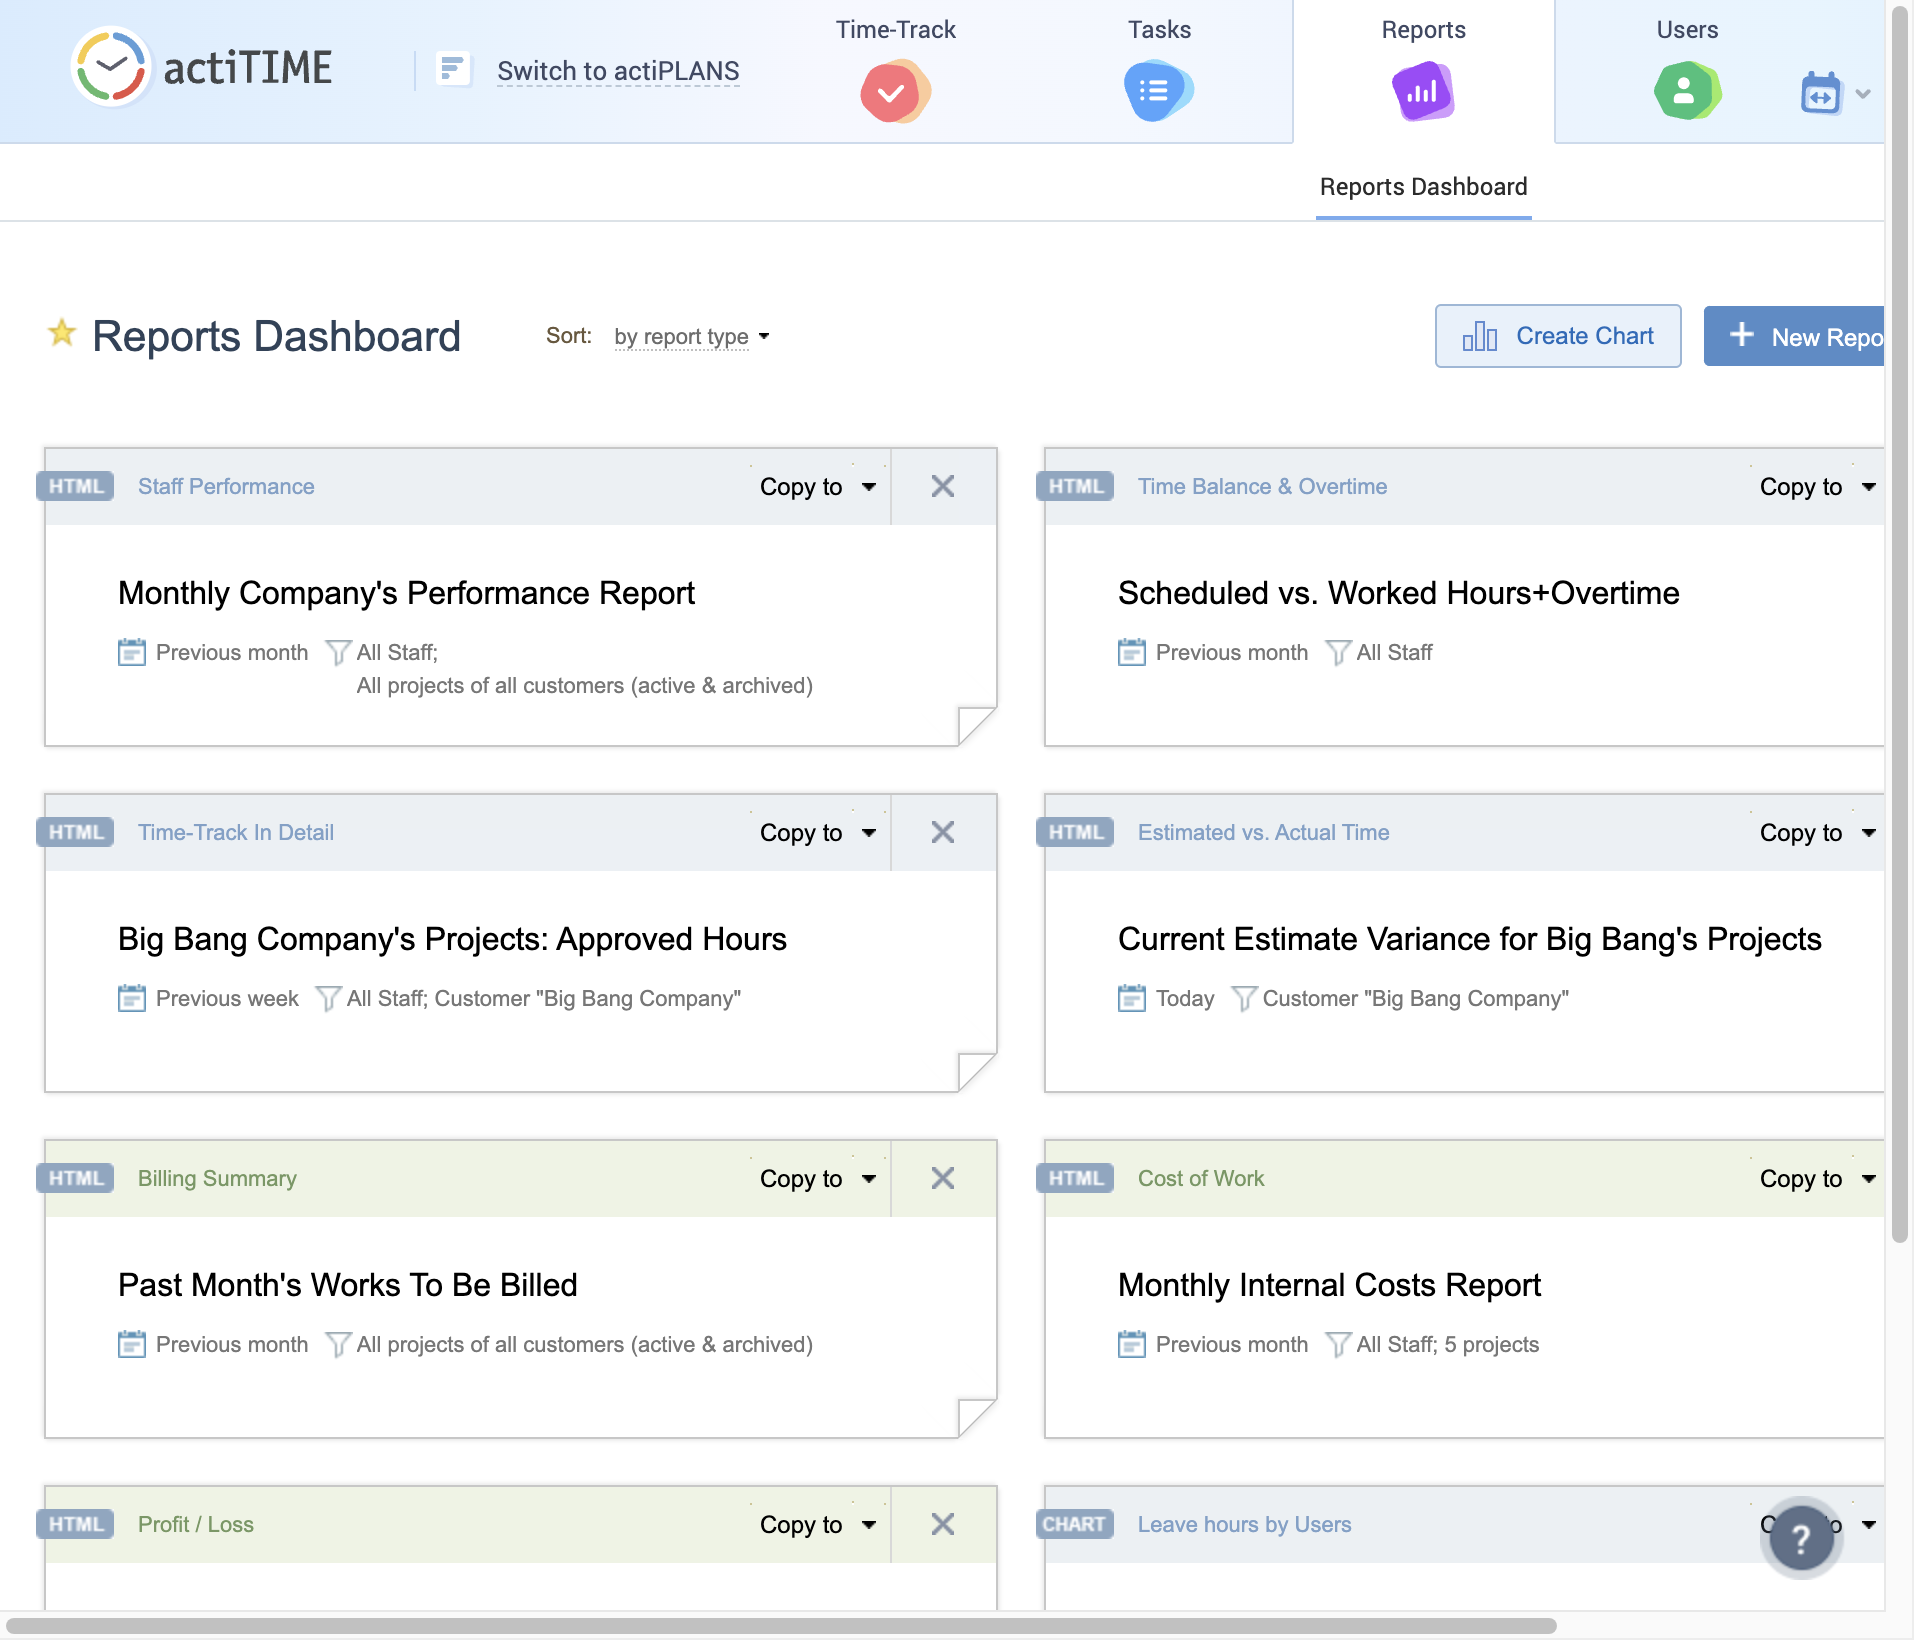 actiTIME
Switch to actiPLANS
Time-Track
Tasks
Reports
Users
Reports Dashboard
Reports Dashboard
Sort: by report type
Create Chart
New Repo
HTML Staff Performance Copy to
Monthly Company's Performance Report
Previous month All Staff;
All projects of all customers (active & archived)
HTML Time Balance & Overtime Copy to
Scheduled vs. Worked Hours+Overtime
Previous month All Staff
HTML Time-Track In Detail Copy to
Big Bang Company's Projects: Approved Hours
Previous week All Staff; Customer "Big Bang Company"
HTML Estimated vs. Actual Time Copy to
Current Estimate Variance for Big Bang's Projects
Today Customer "Big Bang Company"
HTML Billing Summary Copy to
Past Month's Works To Be Billed
Previous month All projects of all customers (active & archived)
HTML Cost of Work Copy to
Monthly Internal Costs Report
Previous month All Staff; 5 projects
HTML Profit / Loss Copy to
CHART Leave hours by Users
?